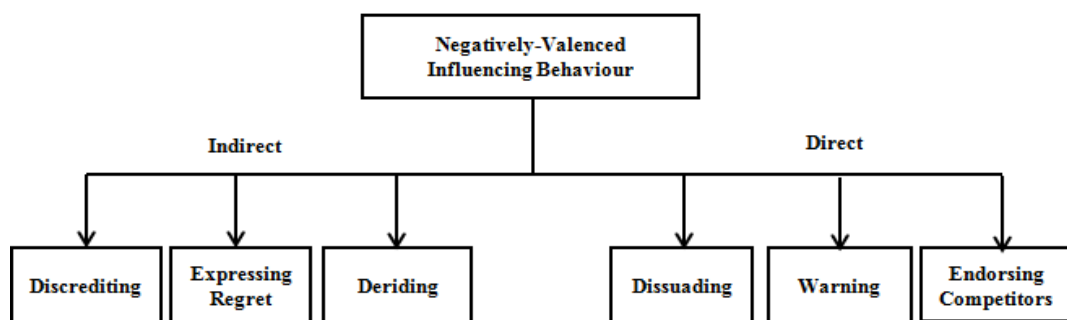 Negatively-Valenced
Influencing Behaviour
Indirect
Direct
Discrediting
Expressing
Regret
Deriding
Dissuading
Warning
Endorsing
Competitors